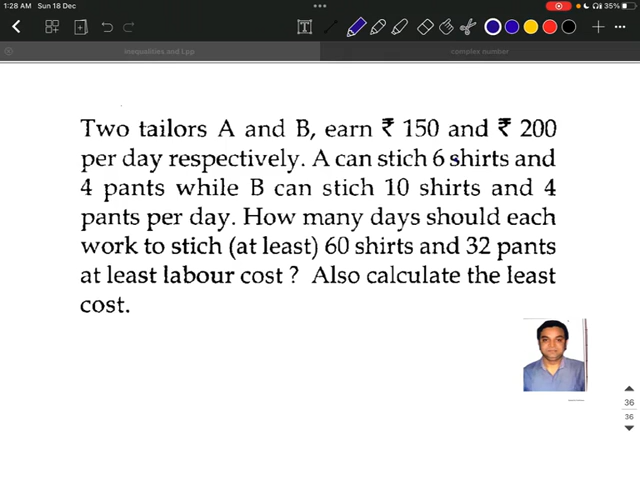 1:28 AM Sun 18 Dec
35%
inequalities and l pp
complex number
Two tailors A and B, earn ₹ 150 and ₹ 200
per day respectively. A can stich 6 shirts and
4 pants while B can stich 10 shirts and 4
pants per day. How many days should each
work to stich (at least) 60 shirts and 32 pants
at least labour cost ? Also calculate the least
cost.
36
36